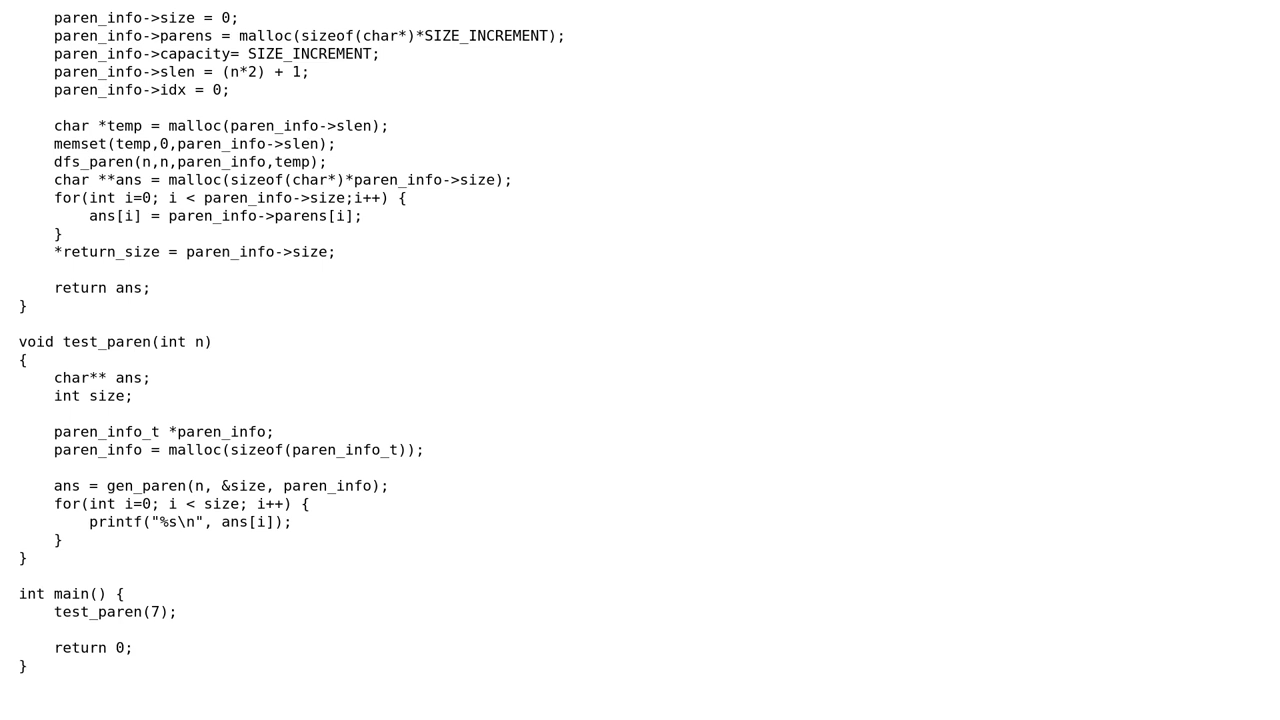 paren_info->size = 0;
    paren_info->parens = malloc(sizeof(char*)*SIZE_INCREMENT);
    paren_info->capacity= SIZE_INCREMENT;
    paren_info->slen = (n*2) + 1;
    paren_info->idx = 0;

    char *temp = malloc(paren_info->slen);
    memset(temp,0,paren_info->slen);
    dfs_paren(n,n,paren_info,temp);
    char **ans = malloc(sizeof(char*)*paren_info->size);
    for(int i=0; i < paren_info->size;i++) {
        ans[i] = paren_info->parens[i];
    }
    *return_size = paren_info->size;

    return ans;
}

void test_paren(int n)
{
    char** ans;
    int size;

    paren_info_t *paren_info;
    paren_info = malloc(sizeof(paren_info_t));

    ans = gen_paren(n, &size, paren_info);
    for(int i=0; i < size; i++) {
        printf("%s\n", ans[i]);
    }
}

int main() {
    test_paren(7);

    return 0;
}